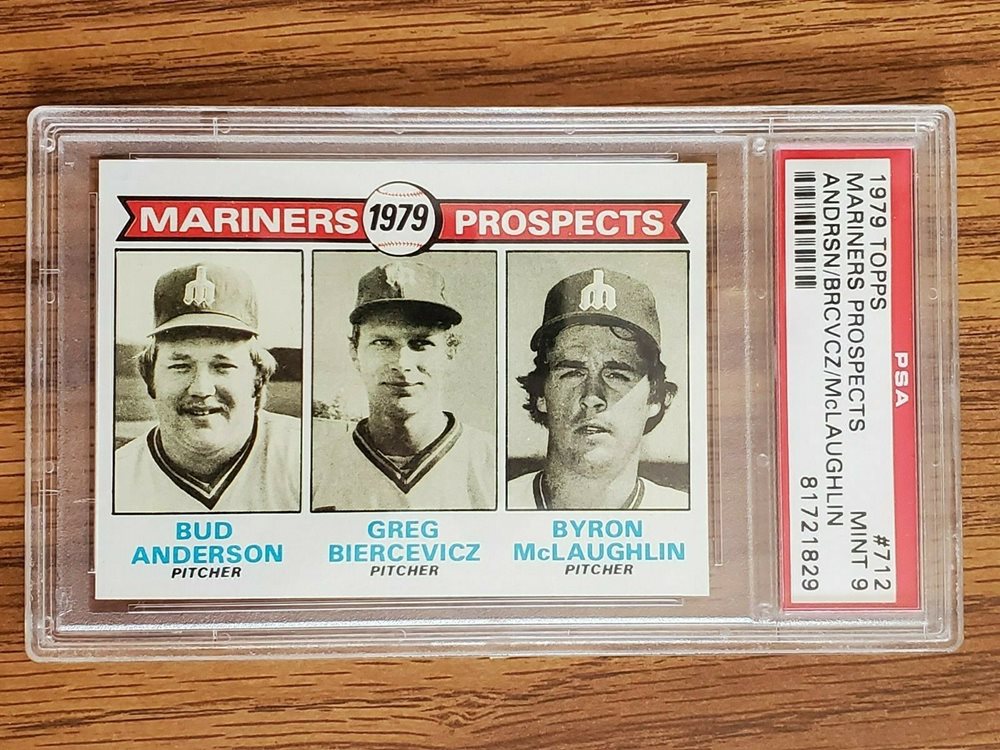 MARINERS 1979 PROSPECTS
BUD
ANDERSON
PITCHER
GREG
BIERCEVICZ
PITCHER
BYRON
McLAUGHLIN
PITCHER
PSA
1979 TOPPS #712
MARINERS PROSPECTS MINT 9
ANDRSN/BRCVCZ/McLAUGHLIN
81721829